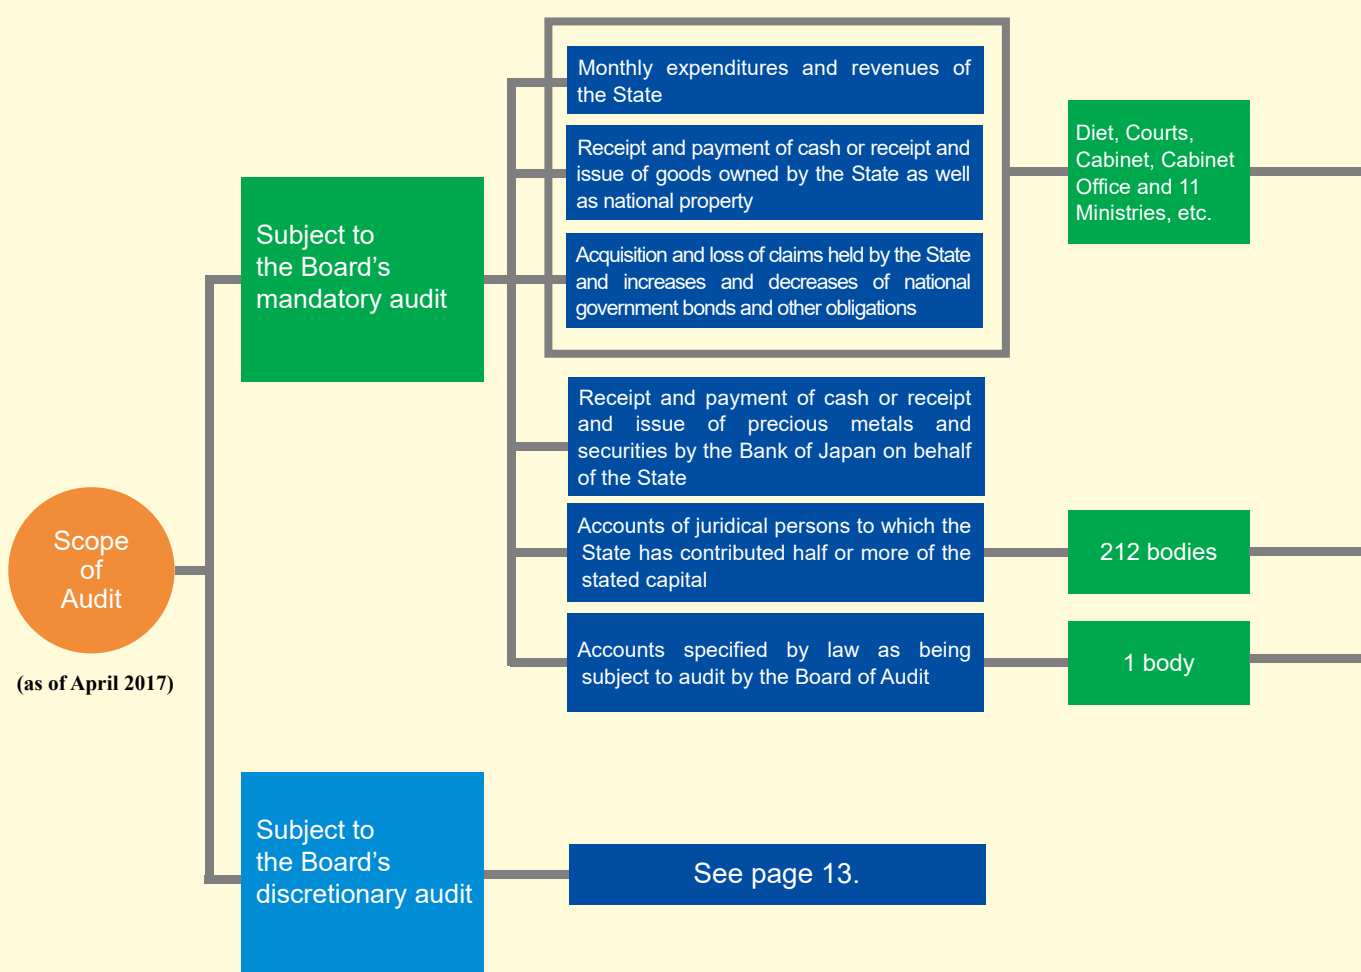 Scope
of
Audit
(as of April 2017)
Subject to
the Board’s
mandatory audit
Monthly expenditures and revenues of
the State
Receipt and payment of cash or receipt and
issue of goods owned by the State as well
as national property
Acquisition and loss of claims held by the State
and increases and decreases of national
government bonds and other obligations
Diet, Courts,
Cabinet, Cabinet
Office and 11
Ministries, etc.
Receipt and payment of cash or receipt
and issue of precious metals and
securities by the Bank of Japan on behalf
of the State
Accounts of juridical persons to which the
State has contributed half or more of the
stated capital
212 bodies
Accounts specified by law as being
subject to audit by the Board of Audit
1 body
Subject to
the Board’s
discretionary audit
See page 13.